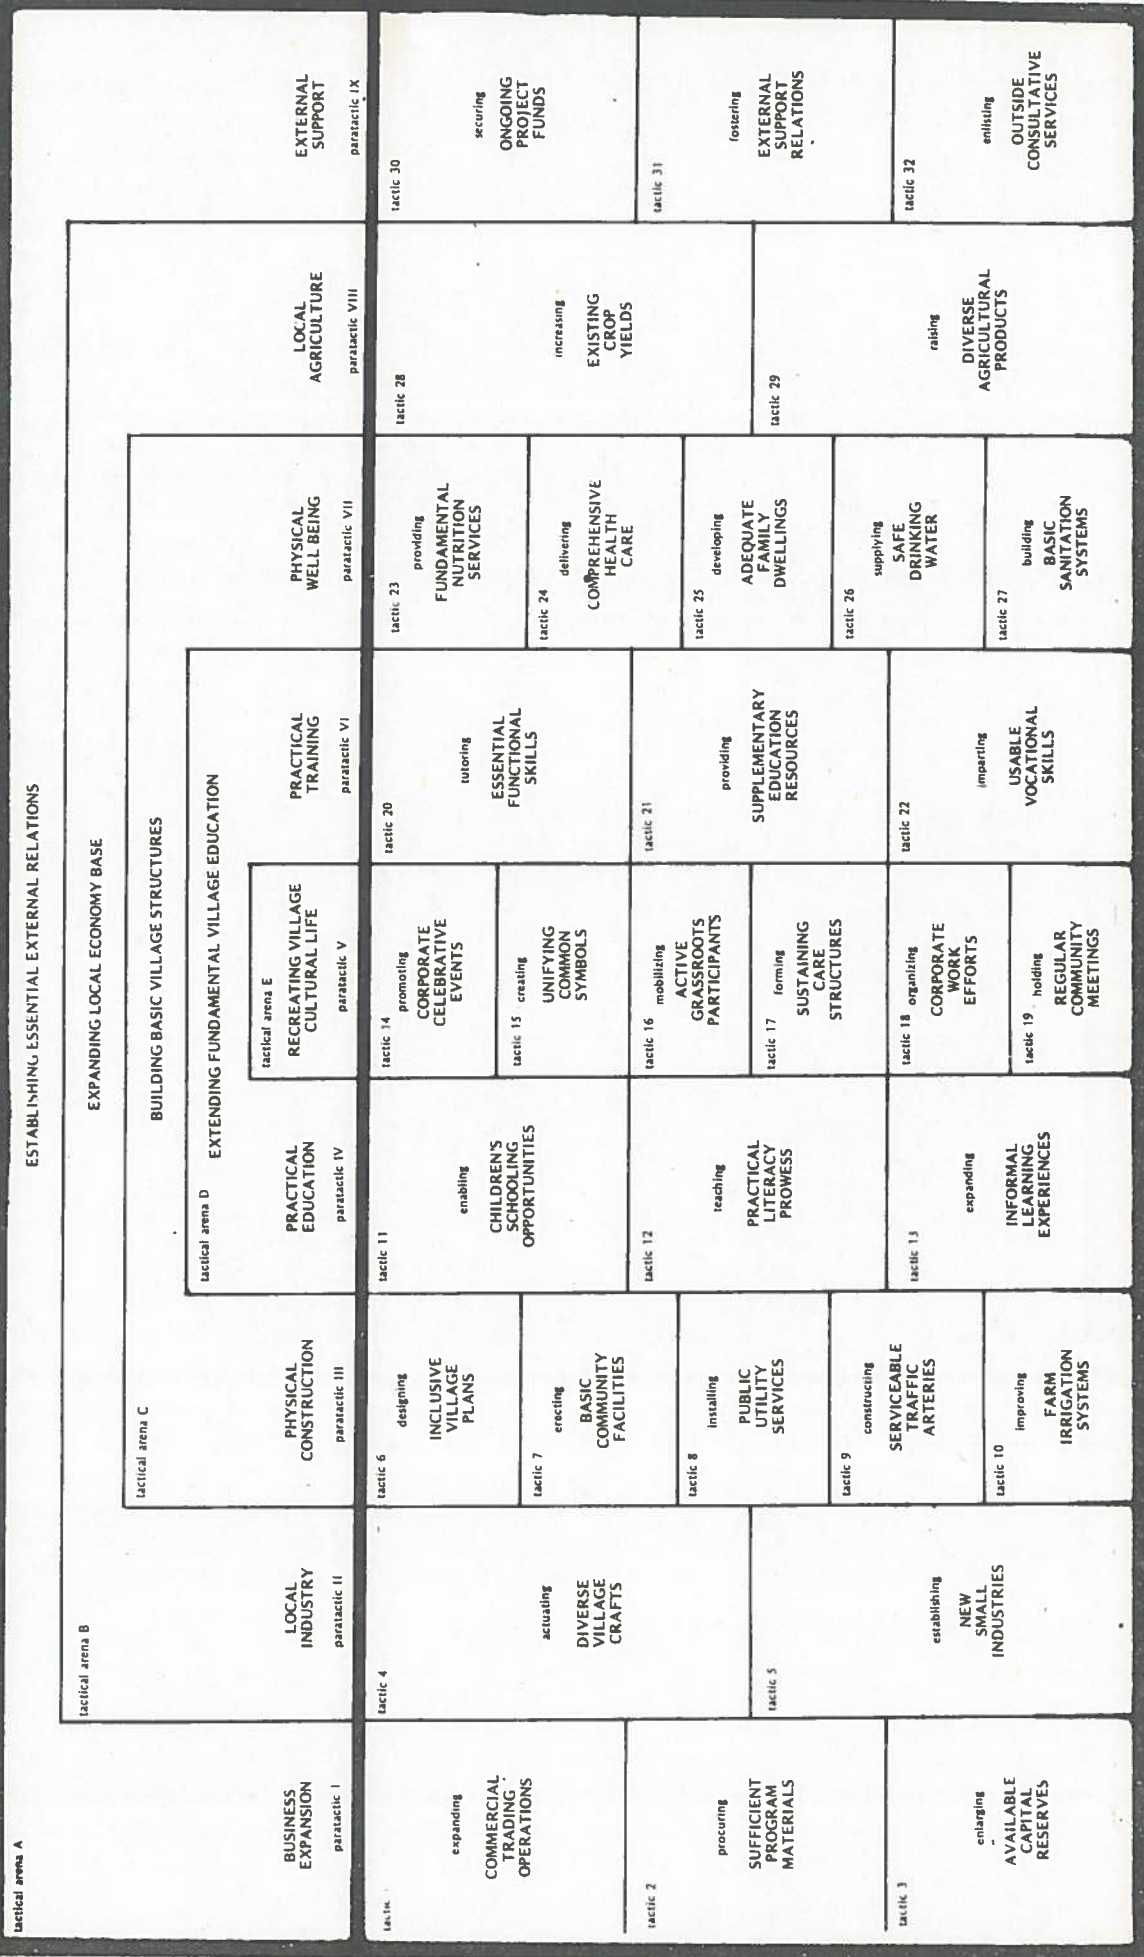 tactical arena A
ESTABLISHING ESSENTIAL EXTERNAL RELATIONS
tactical arena B
EXPANDING LOCAL ECONOMY BASE
tactical arena C
BUILDING BASIC VILLAGE STRUCTURES
tactical arena D
EXTENDING FUNDAMENTAL VILLAGE EDUCATION
tactical arena E
BUSINESS
EXPANSION
paratactic I
LOCAL
INDUSTRY
paratactic II
PHYSICAL
CONSTRUCTION
paratactic III
PRACTICAL
EDUCATION
paratactic IV
RECREATING VILLAGE
CULTURAL LIFE
paratactic V
PRACTICAL
TRAINING
paratactic VI
PHYSICAL
WELL BEING
paratactic VII
LOCAL
AGRICULTURE
paratactic VIII
EXTERNAL
SUPPORT
paratactic IX
expanding
COMMERCIAL
TRADING
OPERATIONS
tactic 2
procuring
SUFFICIENT
PROGRAM
MATERIALS
tactic 3
enlarging
AVAILABLE
CAPITAL
RESERVES
tactic 4
actuating
DIVERSE
VILLAGE
CRAFTS
tactic 5
establishing
NEW
SMALL
INDUSTRIES
tactic 6
designing
INCLUSIVE
VILLAGE
PLANS
tactic 7
erecting
BASIC
COMMUNITY
FACILITIES
tactic 8
installing
PUBLIC
UTILITY
SERVICES
tactic 9
constructing
SERVICEABLE
TRAFFIC
ARTERIES
tactic 10
improving
FARM
IRRIGATION
SYSTEMS
tactic 11
enabling
CHILDREN'S
SCHOOLING
OPPORTUNITIES
tactic 12
teaching
PRACTICAL
LITERACY
PROWESS
tactic 13
expanding
INFORMAL
LEARNING
EXPERIENCES
tactic 14
promoting
CORPORATE
CELEBRATIVE
EVENTS
tactic 15
creating
UNIFYING
COMMON
SYMBOLS
tactic 16
mobilizing
ACTIVE
GRASSROOTS
PARTICIPANTS
tactic 17
forming
SUSTAINING
CARE
STRUCTURES
tactic 18 organizing
CORPORATE
WORK
EFFORTS
tactic 19 holding
REGULAR
COMMUNITY
MEETINGS
tactic 20
tutoring
ESSENTIAL
FUNCTIONAL
SKILLS
tactic 21
providing
SUPPLEMENTARY
EDUCATION
RESOURCES
tactic 22
imparting
USABLE
VOCATIONAL
SKILLS
tactic 23
providing
FUNDAMENTAL
NUTRITION
SERVICES
tactic 24
delivering
COMPREHENSIVE
HEALTH
CARE
tactic 25
developing
ADEQUATE
FAMILY
DWELLINGS
tactic 26
supplying
SAFE
DRINKING
WATER
tactic 27
building
BASIC
SANITATION
SYSTEMS
tactic 28
increasing
EXISTING
CROP
YIELDS
tactic 29
raising
DIVERSE
AGRICULTURAL
PRODUCTS
tactic 30
securing
ONGOING
PROJECT
FUNDS
tactic 31
fostering
EXTERNAL
SUPPORT
RELATIONS
tactic 32
enlisting
OUTSIDE
CONSULTATIVE
SERVICES